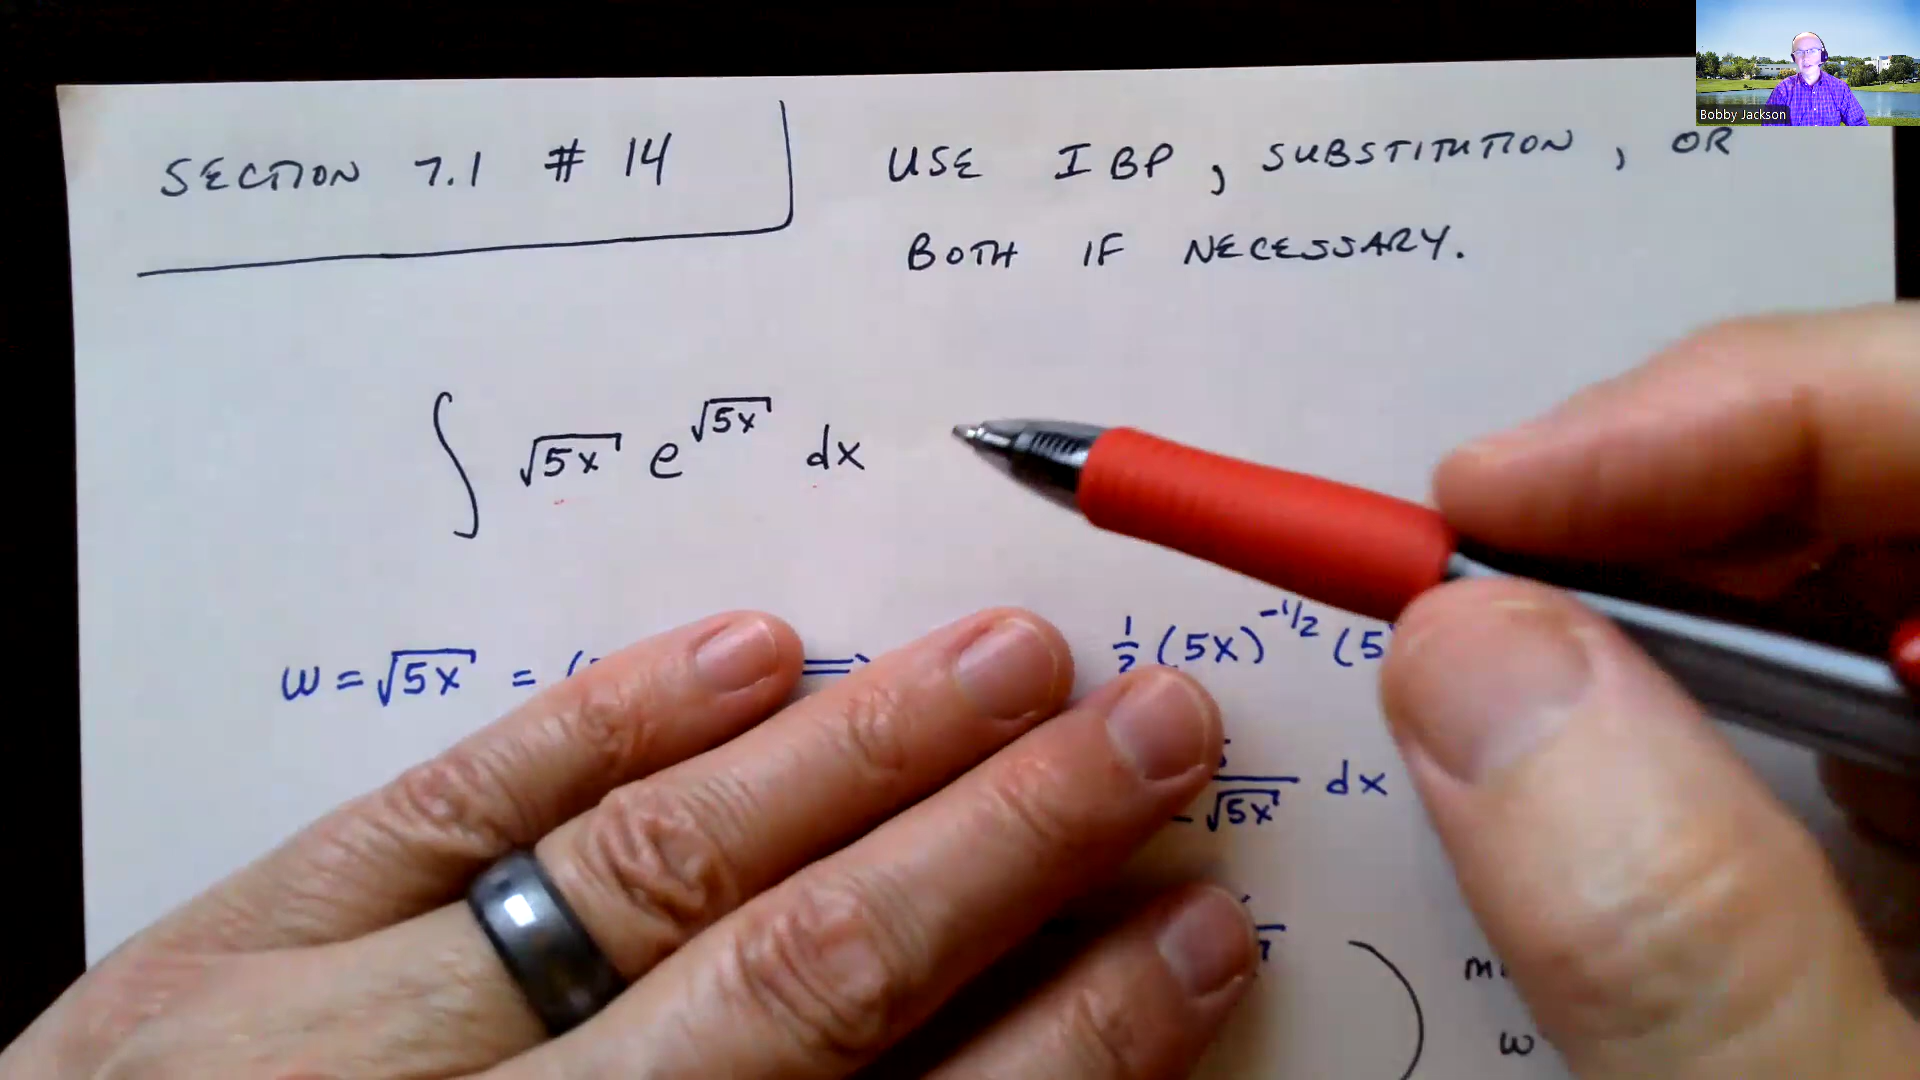 Bobby Jackson
SECTION 7.1 # 14
USE IBP, SUBSTITUTION, OR
BOTH IF NECESSARY.
∫ √5x e^√5x dx
w = √5x = ( ⟹ 1/2 (5x)^-1/2 (5
√5x dx
w